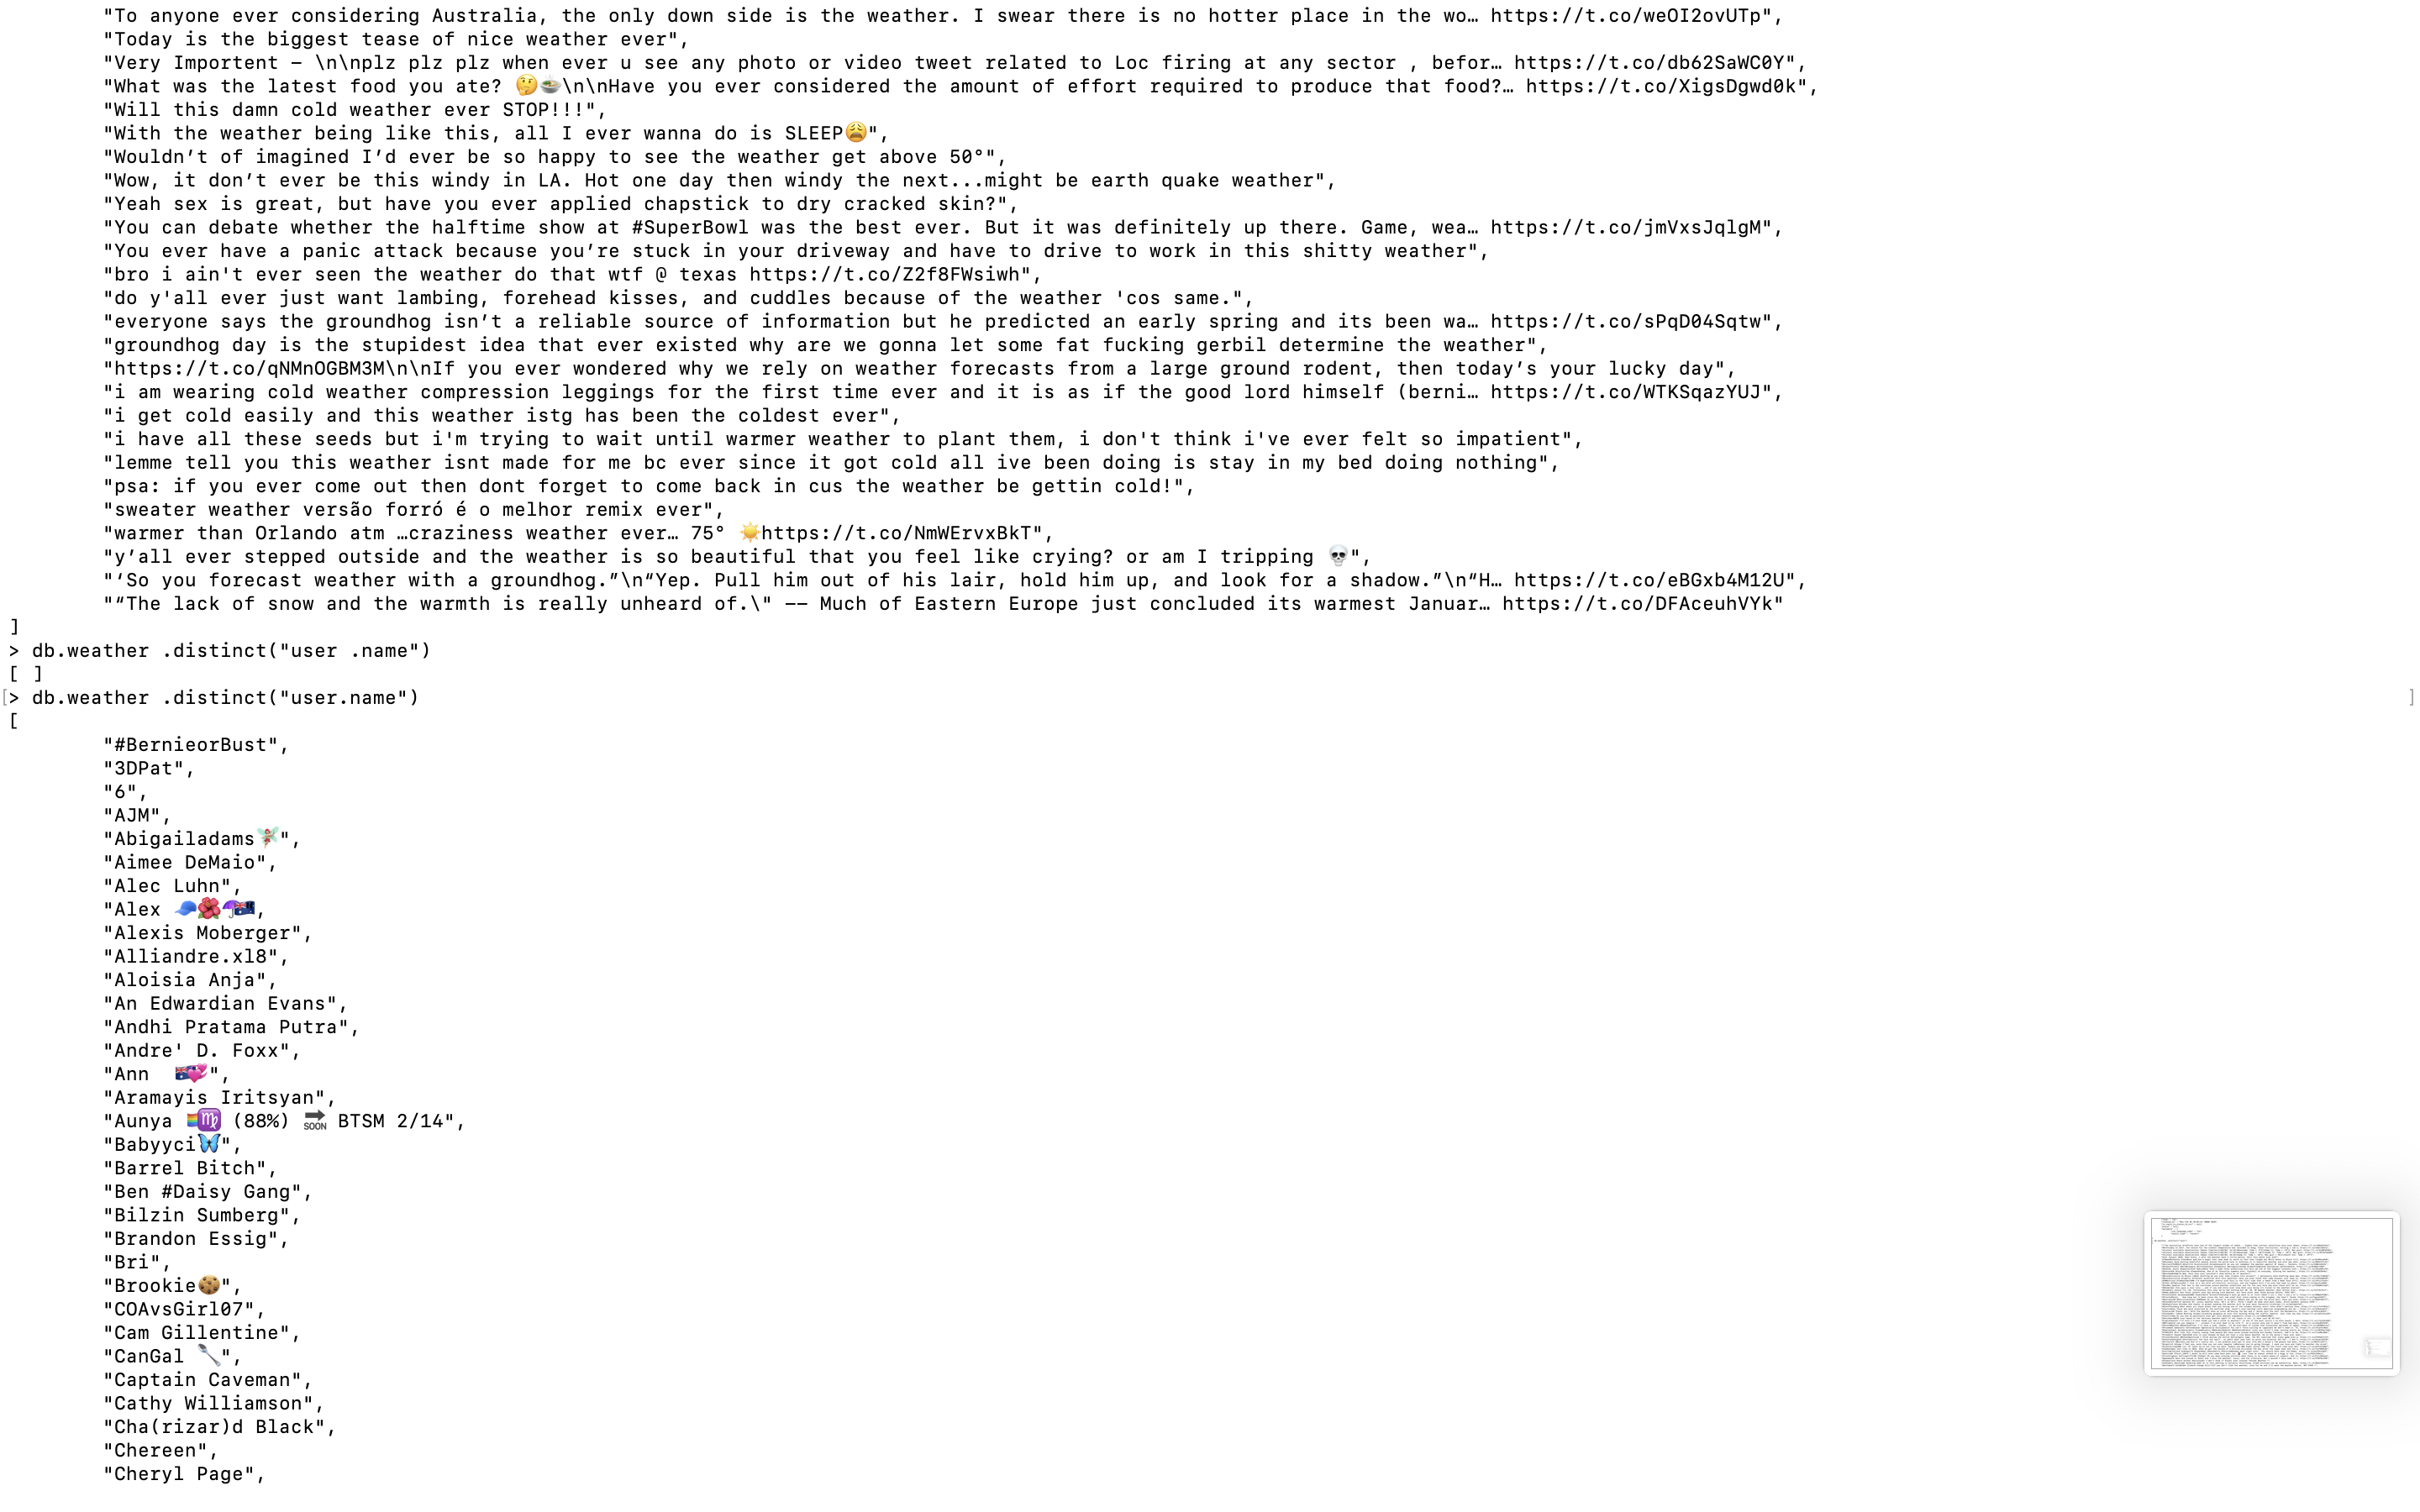 "To anyone ever considering Australia, the only down side is the weather. I swear there is no hotter place in the wo… https://t.co/weOI2ovUTp",
"Today is the biggest tease of nice weather ever",
"Very Importent – \n\nplz plz plz when ever u see any photo or video tweet related to Loc firing at any sector , befor… https://t.co/db62SaWC0Y",
"What was the latest food you ate? 🤔🍲\n\nHave you ever considered the amount of effort required to produce that food?… https://t.co/XigsDgwd0k",
"Will this damn cold weather ever STOP!!!",
"With the weather being like this, all I ever wanna do is SLEEP😩",
"Wouldn’t of imagined I’d ever be so happy to see the weather get above 50°",
"Wow, it don’t ever be this windy in LA. Hot one day then windy the next...might be earth quake weather",
"Yeah sex is great, but have you ever applied chapstick to dry cracked skin?",
"You can debate whether the halftime show at #SuperBowl was the best ever. But it was definitely up there. Game, wea… https://t.co/jmVxsJqlgM",
"You ever have a panic attack because you’re stuck in your driveway and have to drive to work in this shitty weather",
"bro i ain't ever seen the weather do that wtf @ texas https://t.co/Z2f8FWsiwh",
"do y'all ever just want lambing, forehead kisses, and cuddles because of the weather 'cos same.",
"everyone says the groundhog isn’t a reliable source of information but he predicted an early spring and its been wa… https://t.co/sPqD04Sqtw",
"groundhog day is the stupidest idea that ever existed why are we gonna let some fat fucking gerbil determine the weather",
"https://t.co/qNMnOGBM3M\n\nIf you ever wondered why we rely on weather forecasts from a large ground rodent, then today’s your lucky day",
"i am wearing cold weather compression leggings for the first time ever and it is as if the good lord himself (berni… https://t.co/WTKSqazYUJ",
"i get cold easily and this weather istg has been the coldest ever",
"i have all these seeds but i'm trying to wait until warmer weather to plant them, i don't think i've ever felt so impatient",
"lemme tell you this weather isnt made for me bc ever since it got cold all ive been doing is stay in my bed doing nothing",
"psa: if you ever come out then dont forget to come back in cus the weather be gettin cold!",
"sweater weather versão forró é o melhor remix ever",
"warmer than Orlando atm …craziness weather ever… 75° ☀️https://t.co/NmWErvxBkT",
"y’all ever stepped outside and the weather is so beautiful that you feel like crying? or am I tripping 💀",
"‘So you forecast weather with a groundhog.”\n“Yep. Pull him out of his lair, hold him up, and look for a shadow.”\n“H… https://t.co/eBGxb4M12U",
"“The lack of snow and the warmth is really unheard of.\" —— Much of Eastern Europe just concluded its warmest Januar… https://t.co/DFAceuhVYk"
]
> db.weather .distinct("user .name")
[ ]
[> db.weather .distinct("user.name") ]
[
"#BernieorBust",
"3DPat",
"6",
"AJM",
"Abigailadams🧚",
"Aimee DeMaio",
"Alec Luhn",
"Alex 🧢🌺☂🇦🇺,
"Alexis Moberger",
"Alliandre.xl8",
"Aloisia Anja",
"An Edwardian Evans",
"Andhi Pratama Putra",
"Andre' D. Foxx",
"Ann  🇦🇺💞",
"Aramayis Iritsyan",
"Aunya 🏳️‍🌈♍ (88%) 🔜 BTSM 2/14",
"Babyyci🦋",
"Barrel Bitch",
"Ben #Daisy Gang",
"Bilzin Sumberg",
"Brandon Essig",
"Bri",
"Brookie🍪",
"COAvsGirl07",
"Cam Gillentine",
"CanGal 🥄",
"Captain Caveman",
"Cathy Williamson",
"Cha(rizar)d Black",
"Chereen",
"Cheryl Page",